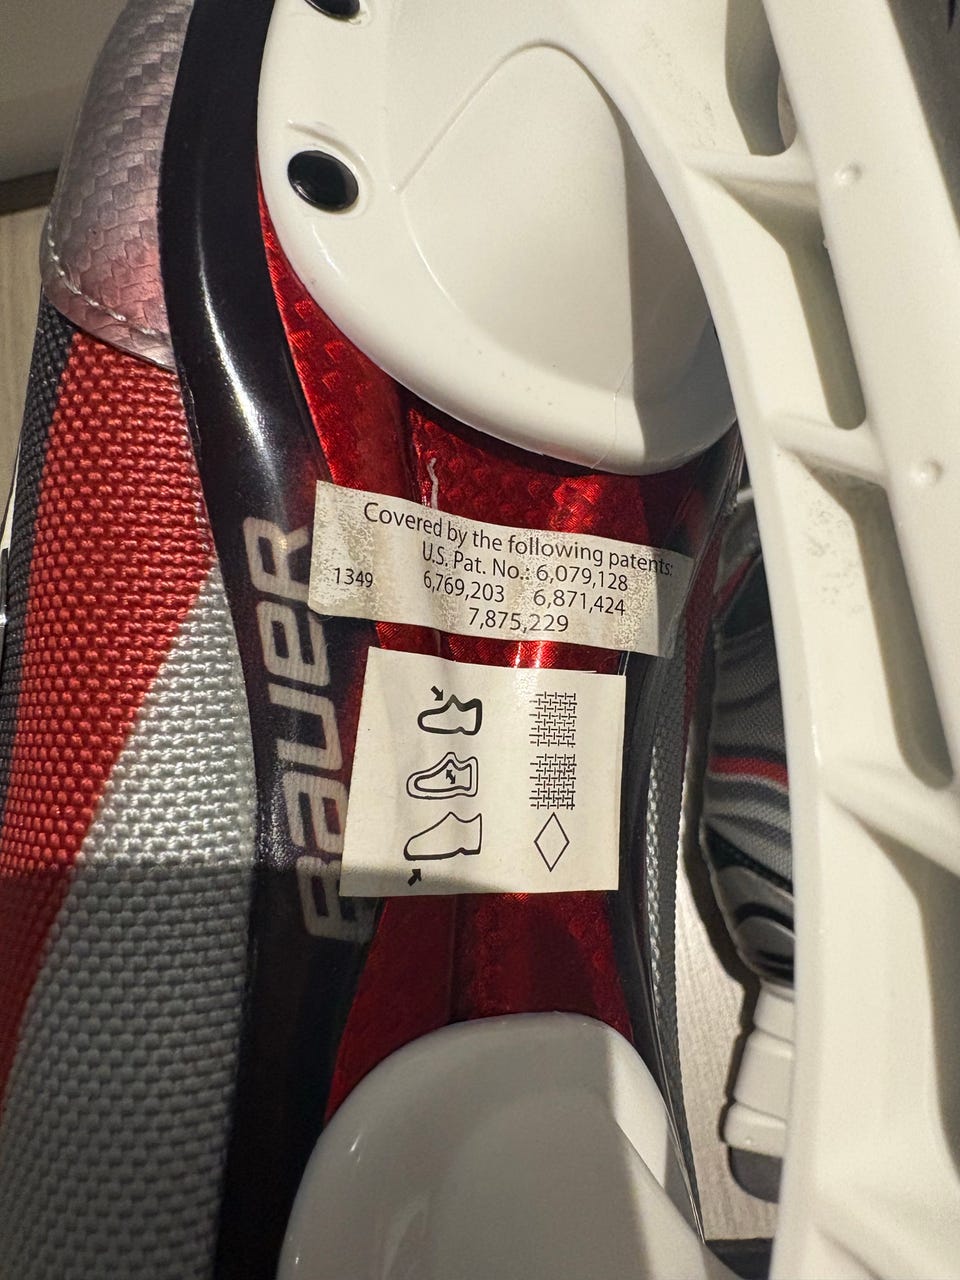 Covered by the following patents:
U.S. Pat. No.: 6,079,128
1349 6,769,203 6,871,424
7,875,229
BAUER